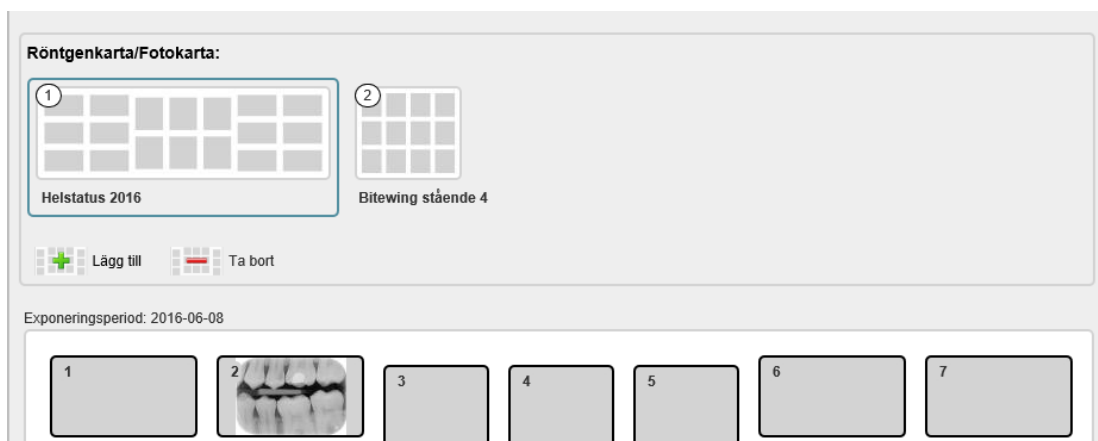 Röntgenkarta/Fotokarta:
1 2
Helstatus 2016 Bitewing stående 4
Lägg till Ta bort
Exponeringsperiod: 2016-06-08
1 2 3 4 5 6 7